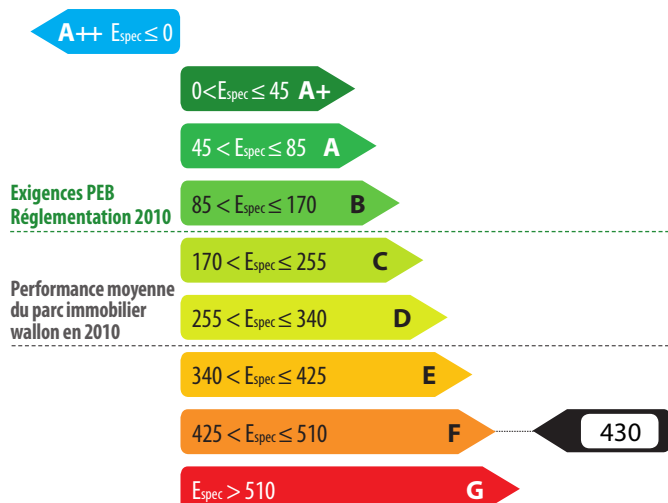 A++ Espec ≤ 0
0 < Espec ≤ 45 A+
45 < Espec ≤ 85 A
Exigences PEB
Réglementation 2010
85 < Espec ≤ 170 B
170 < Espec ≤ 255 C
Performance moyenne
du parc immobilier
wallon en 2010
255 < Espec ≤ 340 D
340 < Espec ≤ 425 E
425 < Espec ≤ 510 F 430
Espec > 510 G